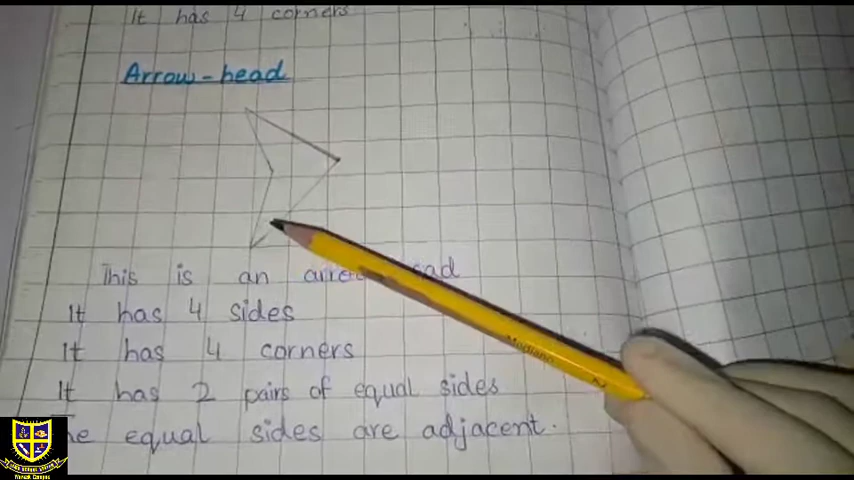 It has 4 corners
Arrow-head
This is an
It has 4 sides
It has 4 corners
It has 2 pairs of equal sides
equal sides are adjacent.
Modiano